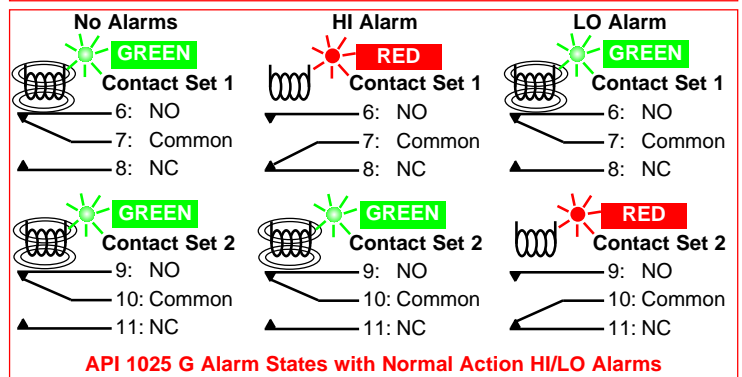 No Alarms HI Alarm LO Alarm
GREEN RED GREEN
Contact Set 1 Contact Set 1 Contact Set 1
6: NO 6: NO 6: NO
7: Common 7: Common 7: Common
8: NC 8: NC 8: NC
GREEN GREEN RED
Contact Set 2 Contact Set 2 Contact Set 2
9: NO 9: NO 9: NO
10: Common 10: Common 10: Common
11: NC 11: NC 11: NC
API 1025 G Alarm States with Normal Action HI/LO Alarms